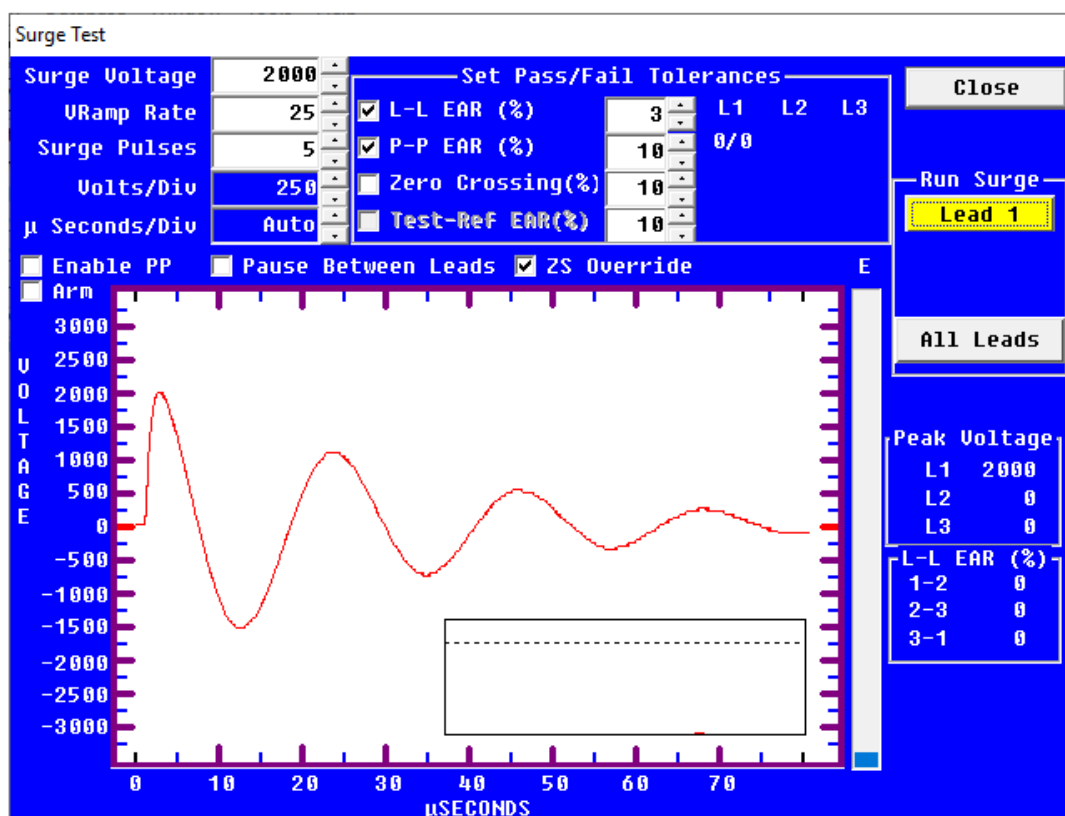 Surge Test
Surge Voltage 2000
VRamp Rate 25
Surge Pulses 5
Volts/Div 250
µ Seconds/Div Auto
Set Pass/Fail Tolerances
L-L EAR (%) 3 L1 L2 L3
P-P EAR (%) 10 0/0
Zero Crossing(%) 10
Test-Ref EAR(%) 10
Close
Run Surge
Lead 1
All Leads
Enable PP Pause Between Leads ZS Override E
Arm
VOLTAGE
3000
2500
2000
1500
1000
500
0
-500
-1000
-1500
-2000
-2500
-3000
0 10 20 30 40 50 60 70
µSECONDS
Peak Voltage
L1 2000
L2 0
L3 0
L-L EAR (%)
1-2 0
2-3 0
3-1 0